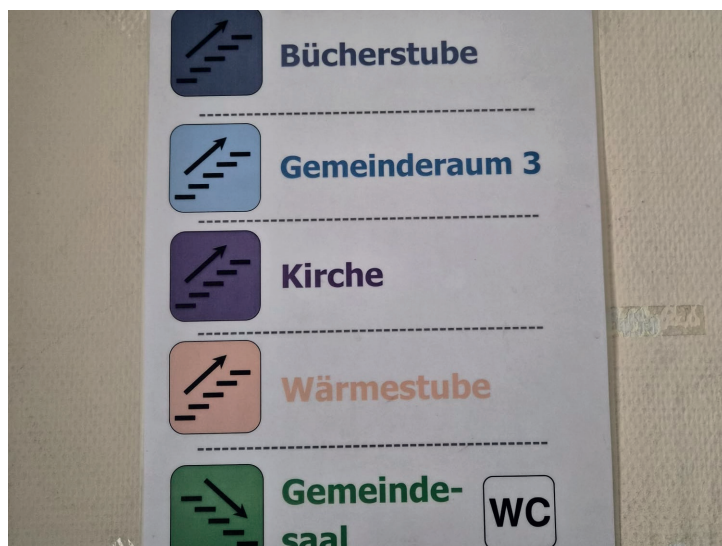 Bücherstube
Gemeinderaum 3
Kirche
Wärmestube
Gemeinde-
saal
WC